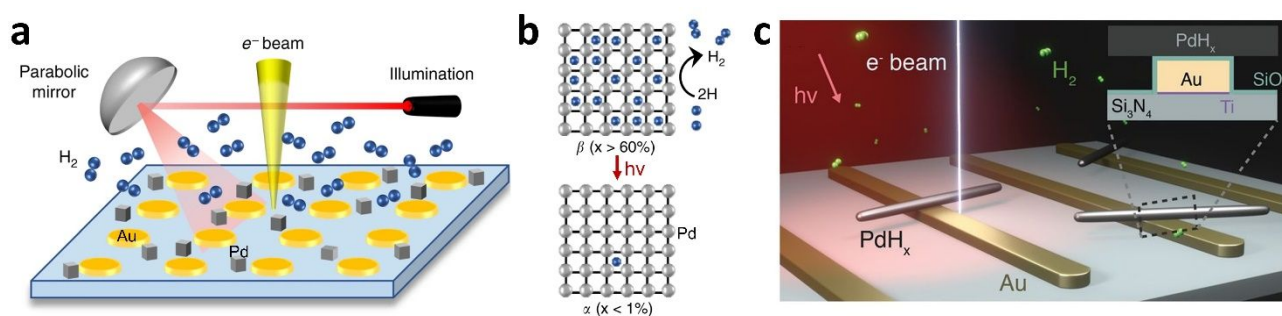 a
Parabolic
mirror
e⁻ beam
Illumination
H₂
Au
Pd
b
H₂
2H
β (x > 60%)
hν
Pd
α (x < 1%)
c
hν
e⁻ beam
H₂
PdHₓ
Au
SiO
Si₃N₄
Ti
PdHₓ
Au